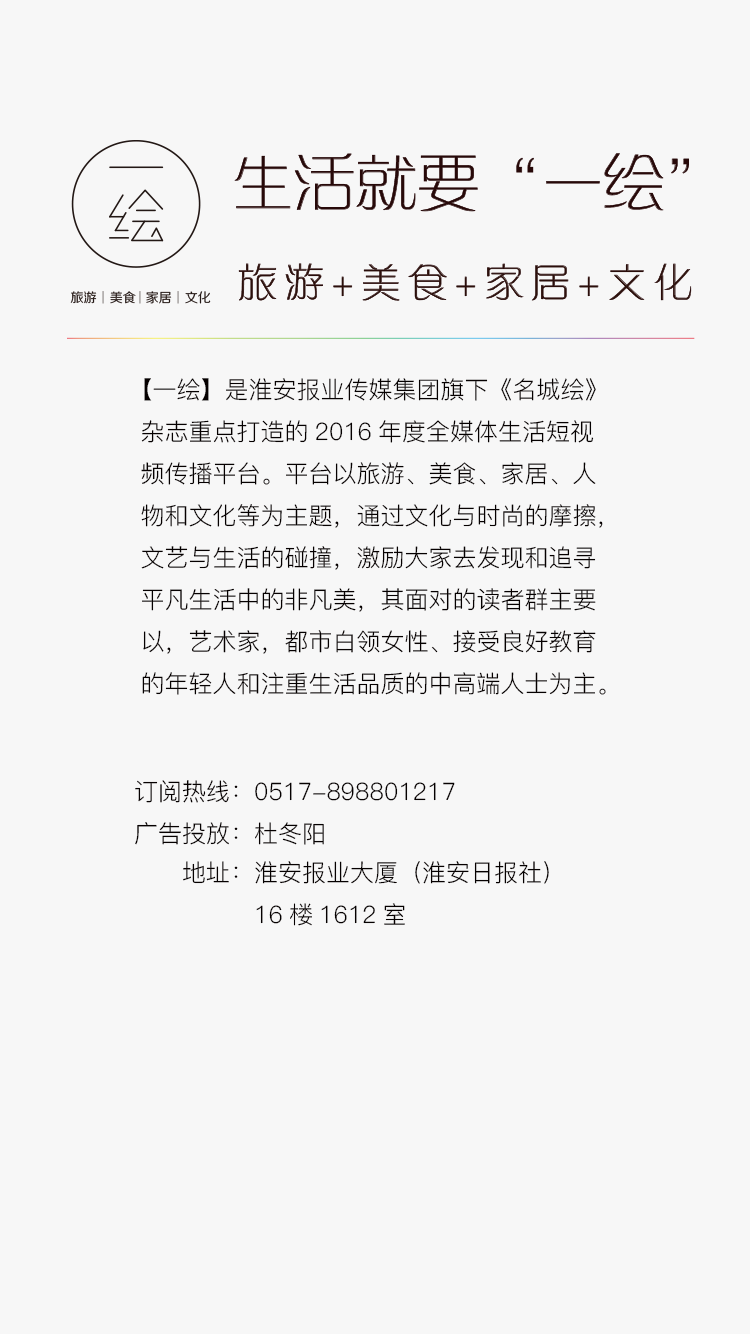 一绘
旅游｜美食｜家居｜文化
生活就要“一绘”
旅游+美食+家居+文化
【一绘】是淮安报业传媒集团旗下《名城绘》
杂志重点打造的 2016 年度全媒体生活短视
频传播平台。平台以旅游、美食、家居、人
物和文化等为主题，通过文化与时尚的摩擦，
文艺与生活的碰撞，激励大家去发现和追寻
平凡生活中的非凡美，其面对的读者群主要
以，艺术家，都市白领女性、接受良好教育
的年轻人和注重生活品质的中高端人士为主。
订阅热线：0517-898801217
广告投放：杜冬阳
地址：淮安报业大厦（淮安日报社）
16 楼 1612 室